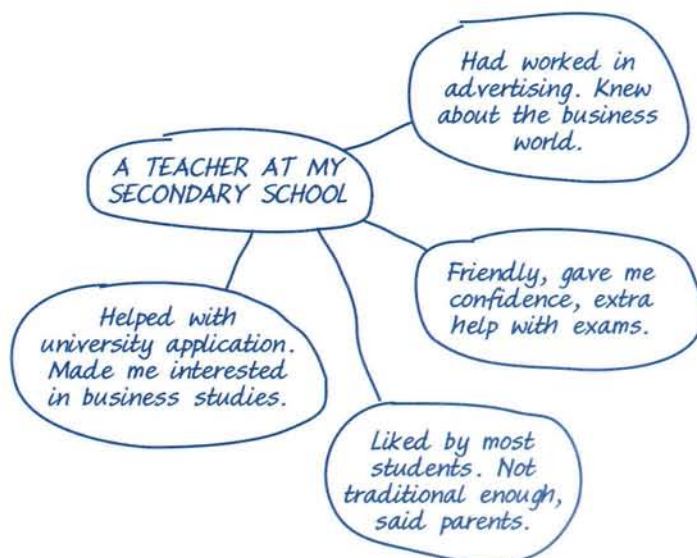 A TEACHER AT MY
SECONDARY SCHOOL
Had worked in
advertising. Knew
about the business
world.
Friendly, gave me
confidence, extra
help with exams.
Liked by most
students. Not
traditional enough,
said parents.
Helped with
university application.
Made me interested
in business studies.